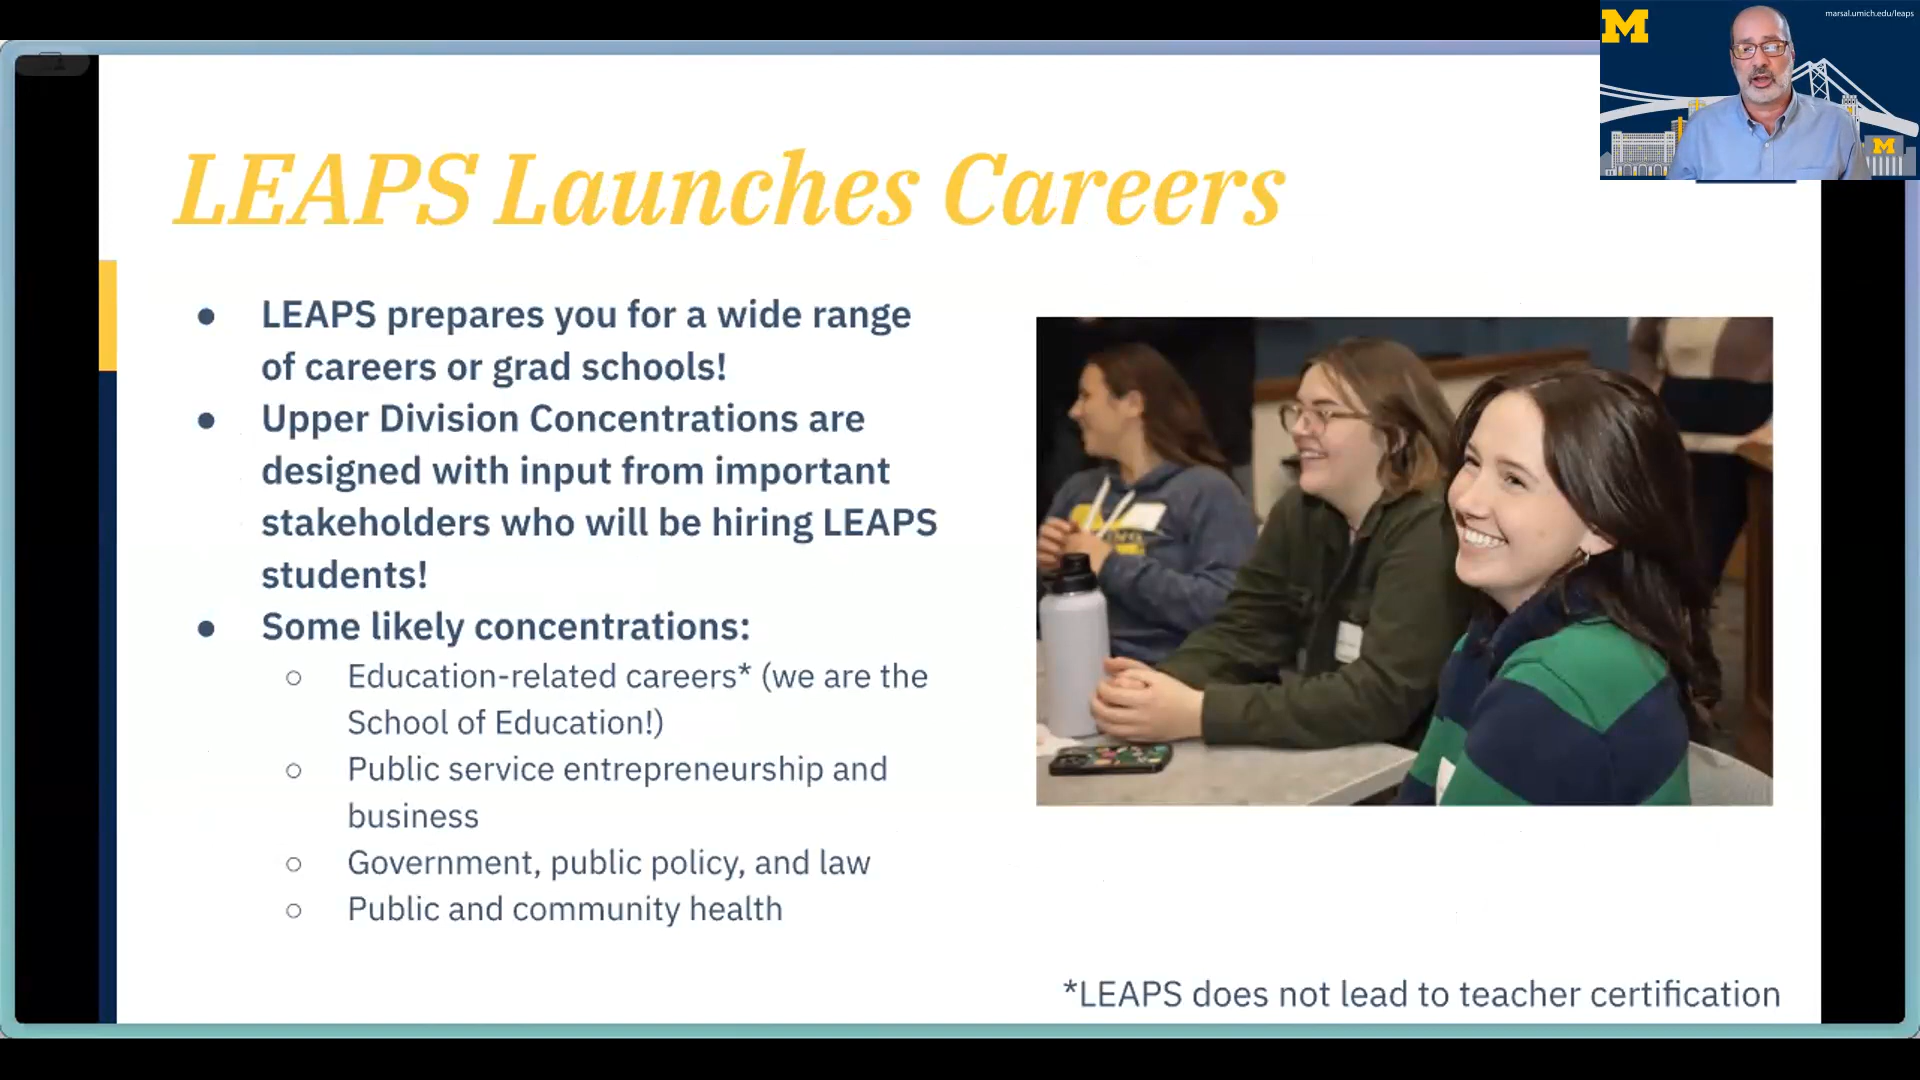 M
marsal.umich.edu/leaps
M
LEAPS Launches Careers
● LEAPS prepares you for a wide range
of careers or grad schools!
● Upper Division Concentrations are
designed with input from important
stakeholders who will be hiring LEAPS
students!
● Some likely concentrations:
○ Education-related careers* (we are the
School of Education!)
○ Public service entrepreneurship and
business
○ Government, public policy, and law
○ Public and community health
*LEAPS does not lead to teacher certification